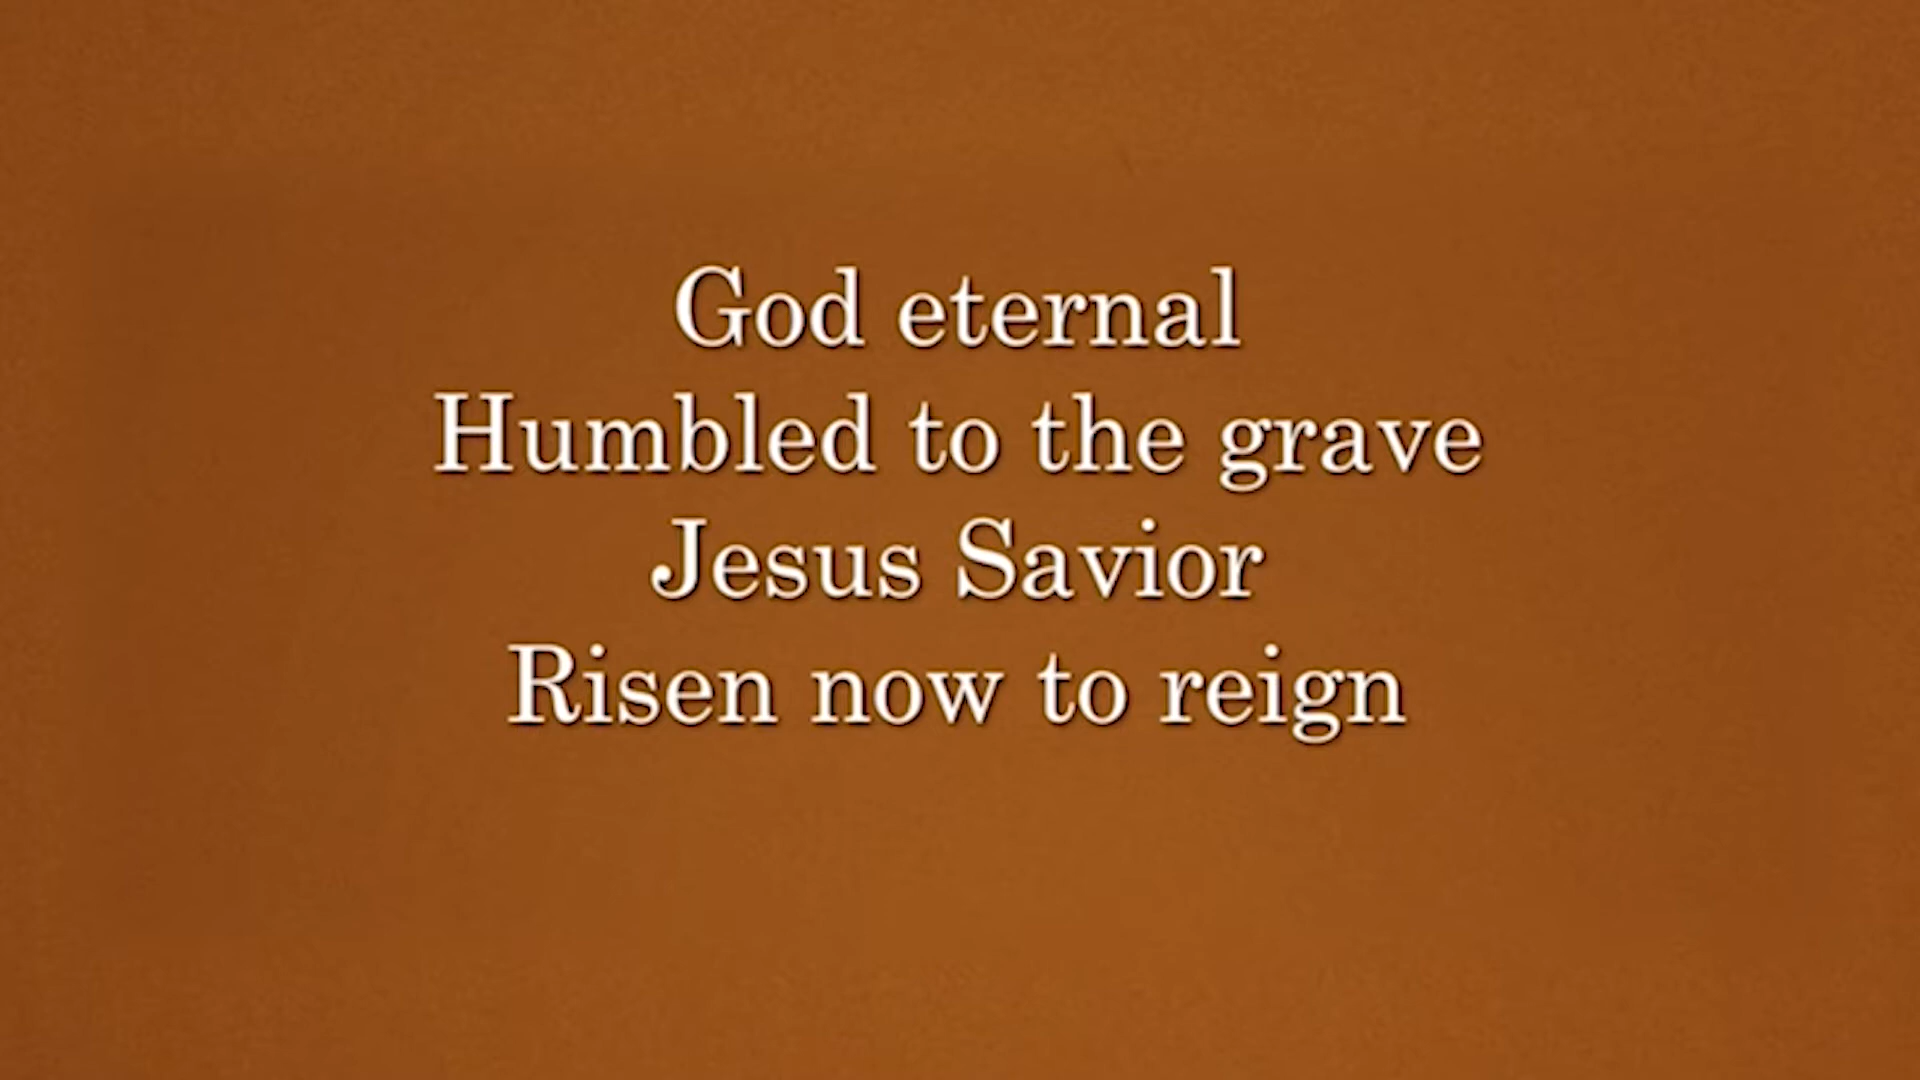 God eternal
Humbled to the grave
Jesus Savior
Risen now to reign